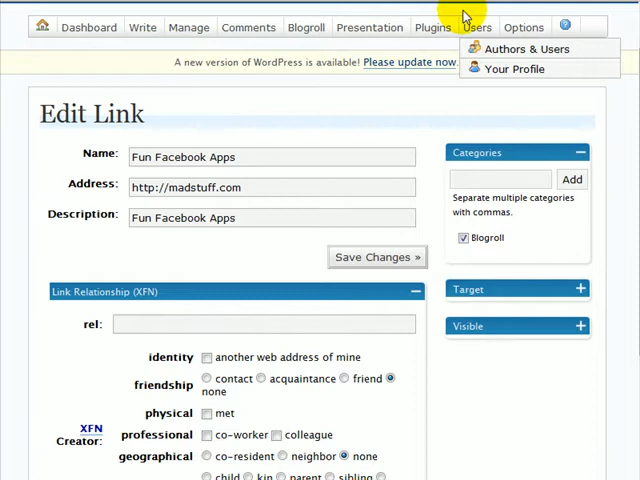 Dashboard Write Manage Comments Blogroll Presentation Plugins Users Options ?
Authors & Users
Your Profile
A new version of WordPress is available! Please update now.
Edit Link
Name: Fun Facebook Apps
Address: http://madstuff.com
Description: Fun Facebook Apps
Save Changes »
Categories
Add
Separate multiple categories
with commas.
Blogroll
Target
Visible
Link Relationship (XFN)
rel:
identity another web address of mine
friendship contact acquaintance friend
none
physical met
XFN
Creator:
professional co-worker colleague
geographical co-resident neighbor none
child kin parent sibling